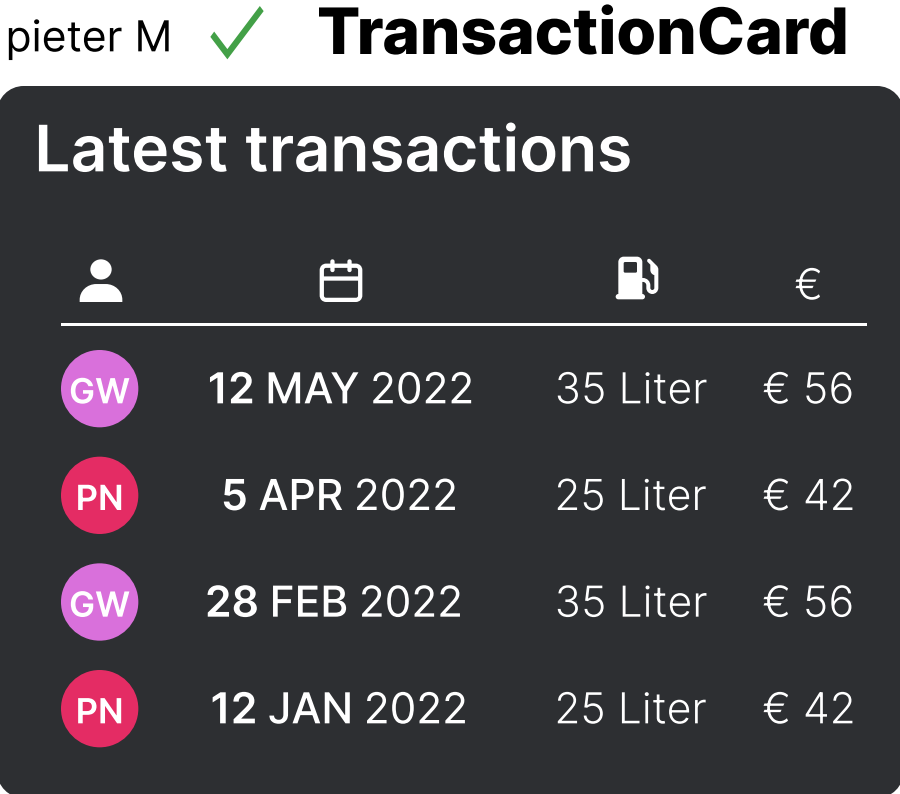 pieter M TransactionCard
Latest transactions
€
GW 12 MAY 2022 35 Liter € 56
PN 5 APR 2022 25 Liter € 42
GW 28 FEB 2022 35 Liter € 56
PN 12 JAN 2022 25 Liter € 42